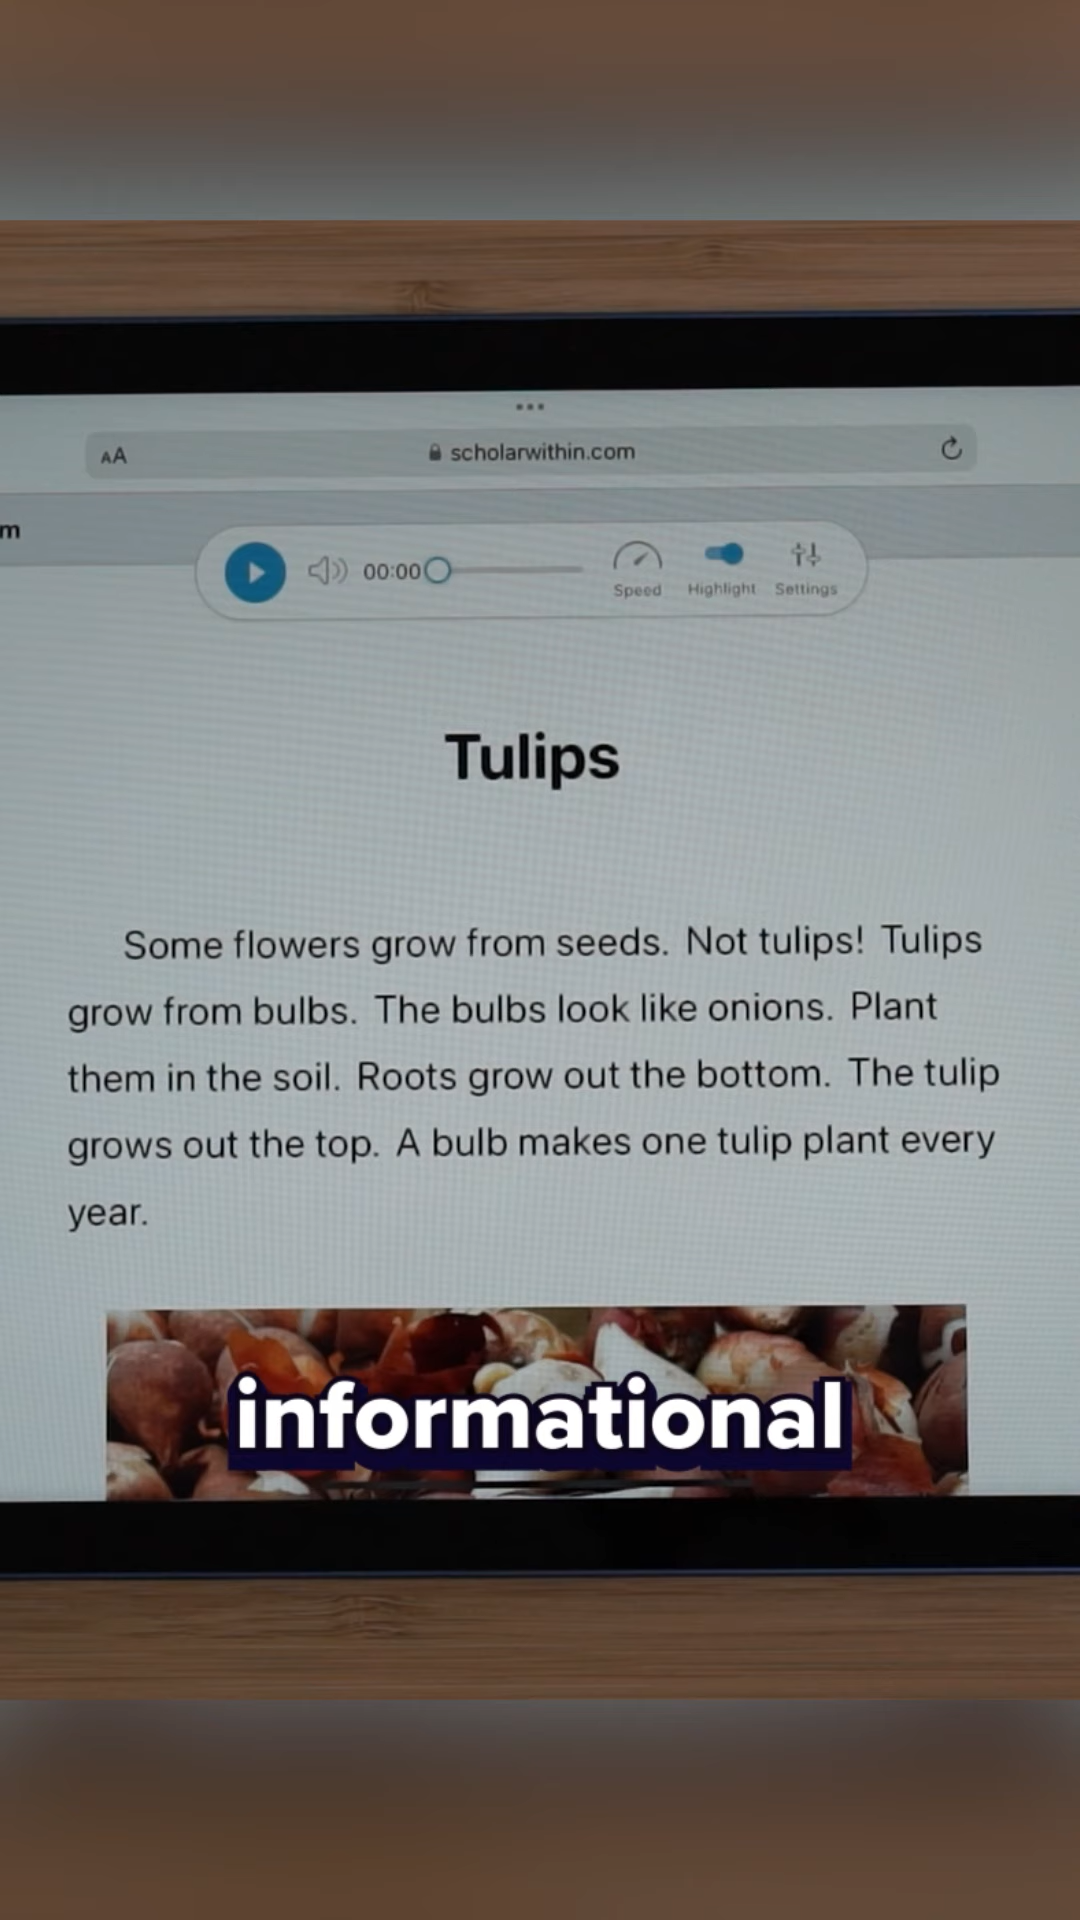 AA
scholarwithin.com
m
00:00
Speed
Highlight
Settings
Tulips
Some flowers grow from seeds. Not tulips! Tulips
grow from bulbs. The bulbs look like onions. Plant
them in the soil. Roots grow out the bottom. The tulip
grows out the top. A bulb makes one tulip plant every
year.
informational